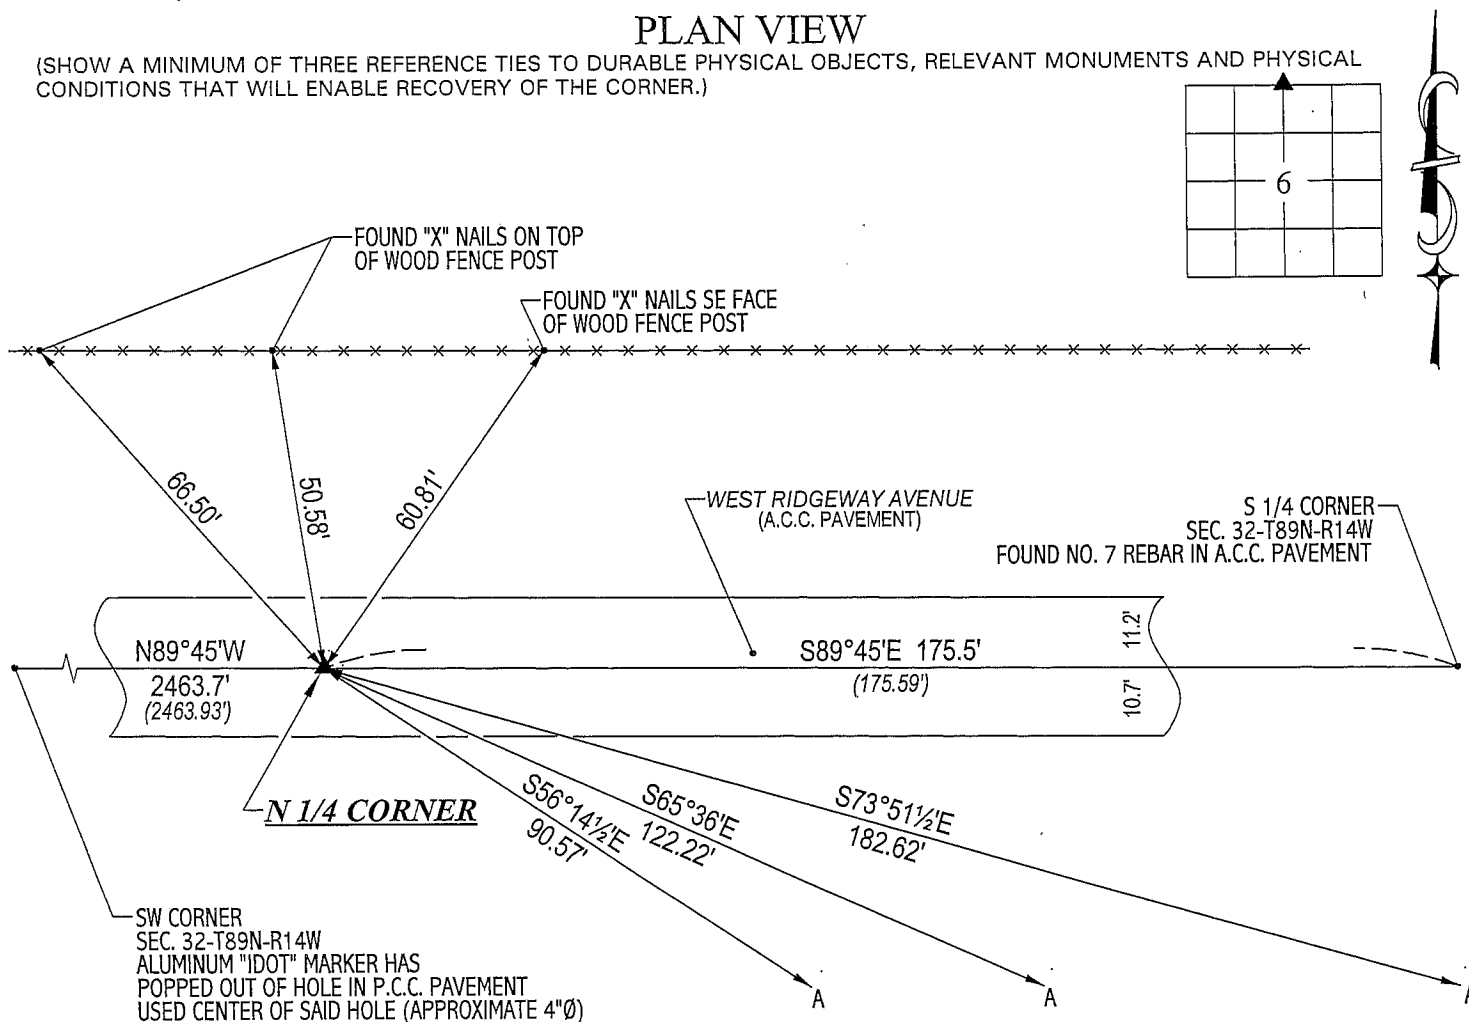 PLAN VIEW
(SHOW A MINIMUM OF THREE REFERENCE TIES TO DURABLE PHYSICAL OBJECTS, RELEVANT MONUMENTS AND PHYSICAL
CONDITIONS THAT WILL ENABLE RECOVERY OF THE CORNER.)
6
FOUND "X" NAILS ON TOP
OF WOOD FENCE POST
FOUND "X" NAILS SE FACE
OF WOOD FENCE POST
66.50'
50.58'
60.81'
WEST RIDGEWAY AVENUE
(A.C.C. PAVEMENT)
S 1/4 CORNER
SEC. 32-T89N-R14W
FOUND NO. 7 REBAR IN A.C.C. PAVEMENT
N89°45'W
2463.7'
(2463.93')
S89°45'E 175.5'
(175.59')
11.2'
10.7'
N 1/4 CORNER
S56°14½'E
90.57'
S65°36'E
122.22'
S73°51½'E
182.62'
SW CORNER
SEC. 32-T89N-R14W
ALUMINUM "IDOT" MARKER HAS
POPPED OUT OF HOLE IN P.C.C. PAVEMENT
USED CENTER OF SAID HOLE (APPROXIMATE 4"Ø)
A
A